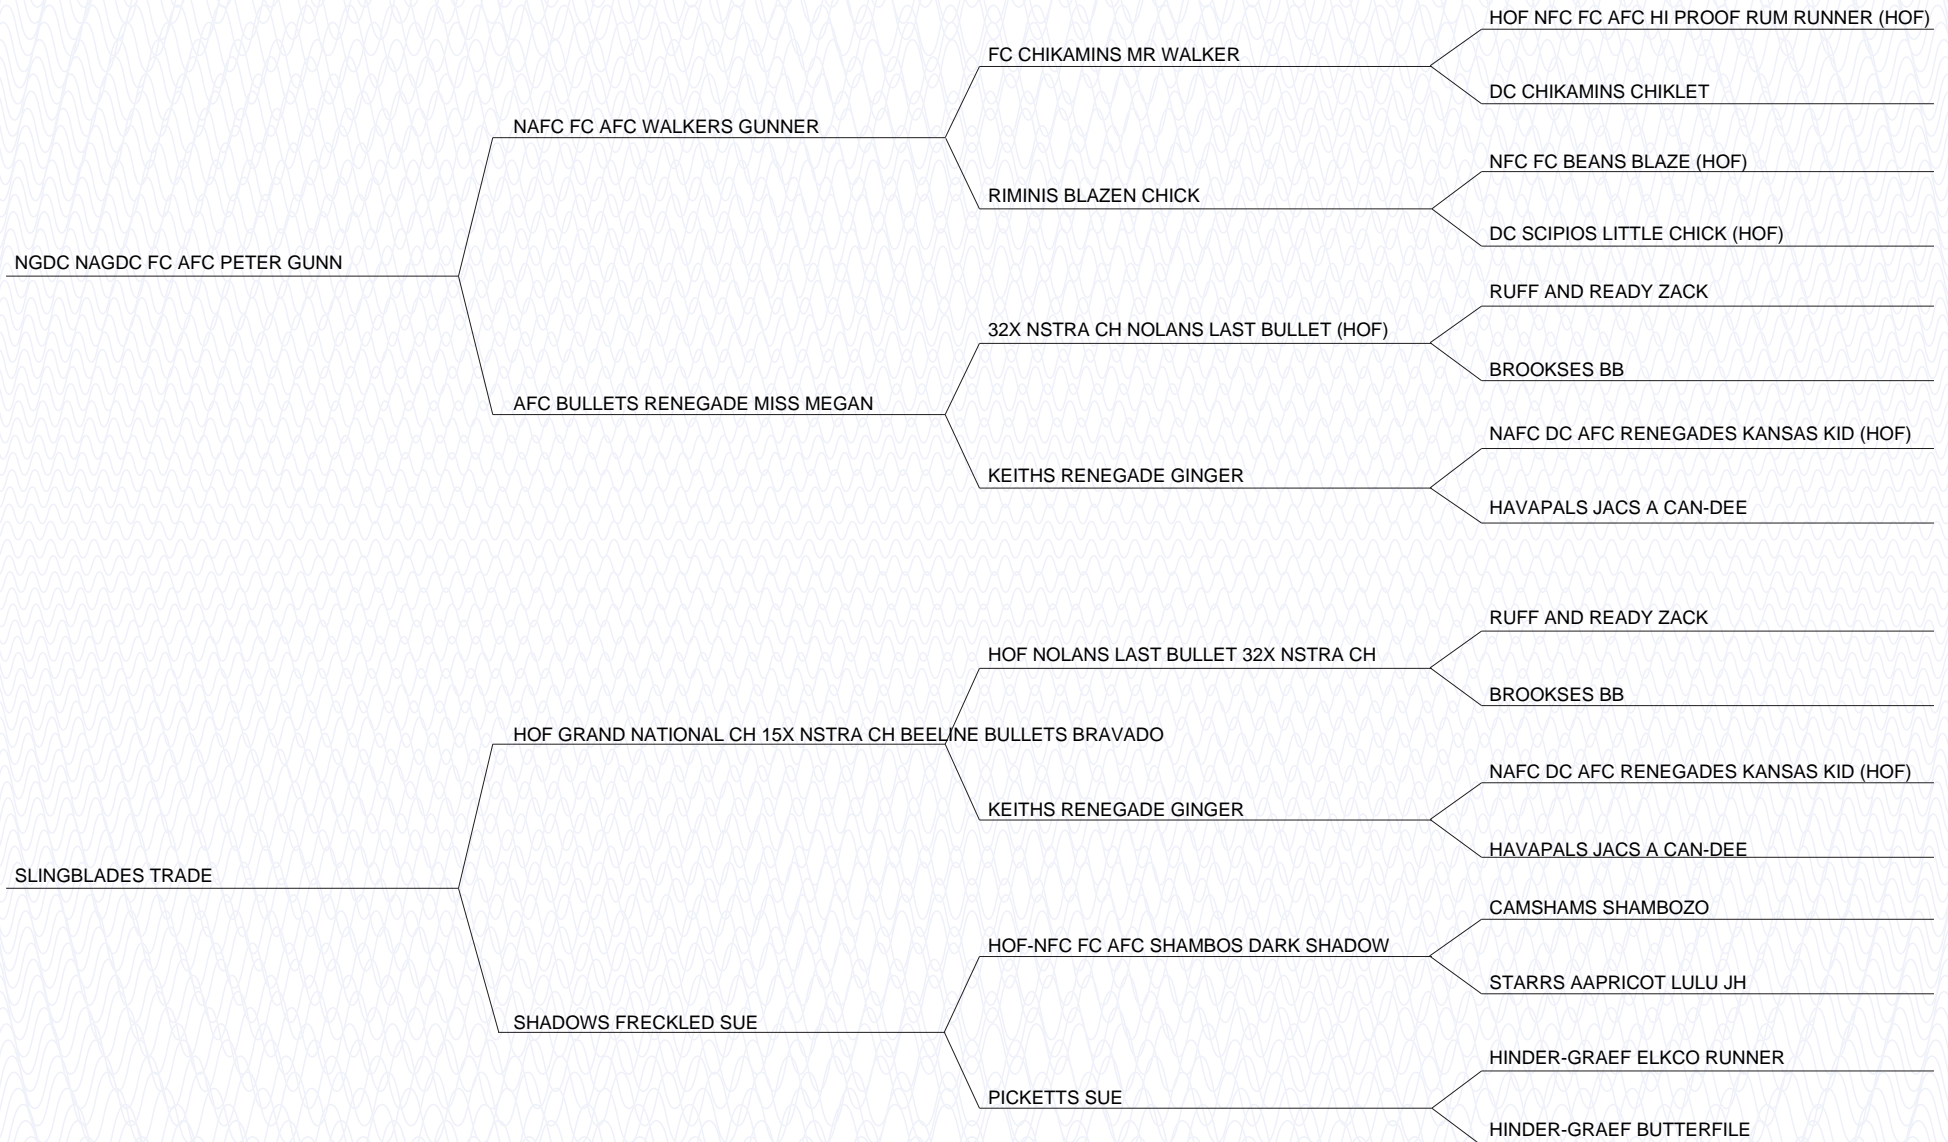 HOF NFC FC AFC HI PROOF RUM RUNNER (HOF)
FC CHIKAMINS MR WALKER
DC CHIKAMINS CHIKLET
NAFC FC AFC WALKERS GUNNER
NFC FC BEANS BLAZE (HOF)
RIMINIS BLAZEN CHICK
DC SCIPIOS LITTLE CHICK (HOF)
NGDC NAGDC FC AFC PETER GUNN
RUFF AND READY ZACK
32X NSTRA CH NOLANS LAST BULLET (HOF)
BROOKSES BB
AFC BULLETS RENEGADE MISS MEGAN
NAFC DC AFC RENEGADES KANSAS KID (HOF)
KEITHS RENEGADE GINGER
HAVAPALS JACS A CAN-DEE
RUFF AND READY ZACK
HOF NOLANS LAST BULLET 32X NSTRA CH
BROOKSES BB
HOF GRAND NATIONAL CH 15X NSTRA CH BEELINE BULLETS BRAVADO
NAFC DC AFC RENEGADES KANSAS KID (HOF)
KEITHS RENEGADE GINGER
HAVAPALS JACS A CAN-DEE
SLINGBLADES TRADE
CAMSHAMS SHAMBOZO
HOF-NFC FC AFC SHAMBOS DARK SHADOW
STARRS AAPRICOT LULU JH
SHADOWS FRECKLED SUE
HINDER-GRAEF ELKCO RUNNER
PICKETTS SUE
HINDER-GRAEF BUTTERFILE